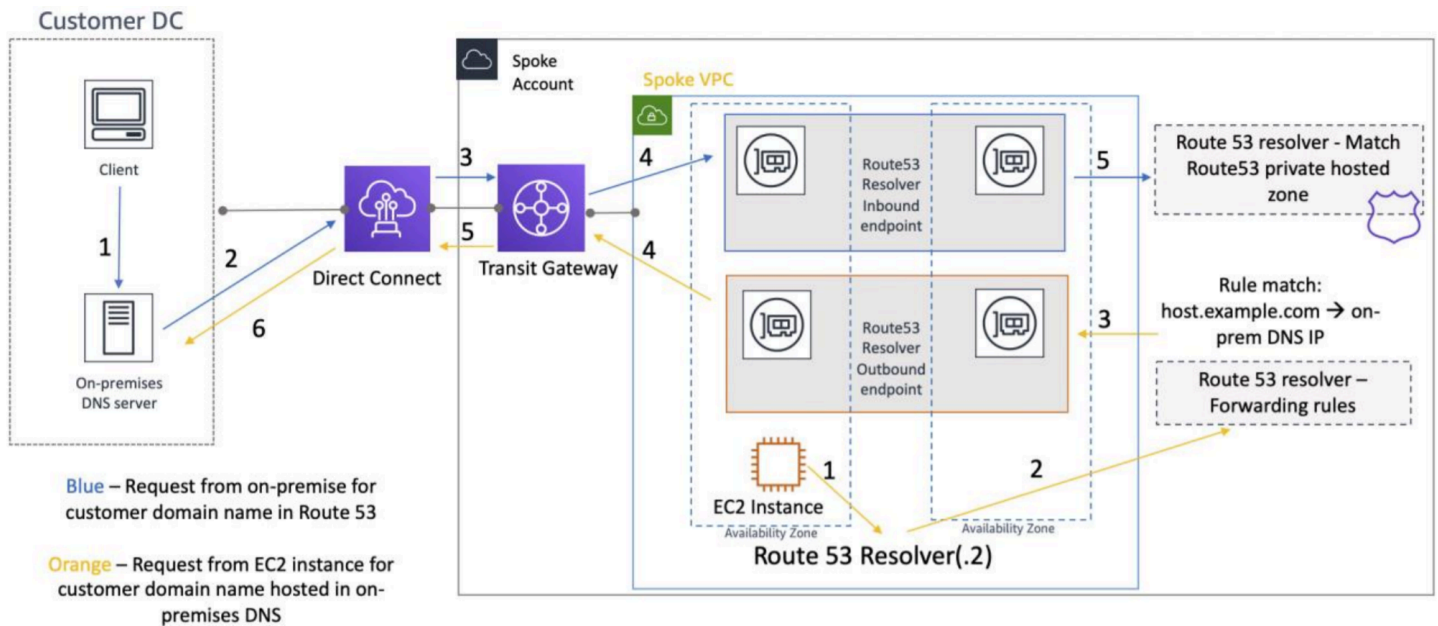 Customer DC
Client
1
On-premises
DNS server
2
6
Direct Connect
3
5
Transit Gateway
4
4
Spoke
Account
Spoke VPC
Route53
Resolver
Inbound
endpoint
5
Route 53 resolver - Match
Route53 private hosted
zone
Route53
Resolver
Outbound
endpoint
3
Rule match:
host.example.com → on-
prem DNS IP
Route 53 resolver –
Forwarding rules
1
2
EC2 Instance
Availability Zone
Availability Zone
Route 53 Resolver(.2)
Blue – Request from on-premise for
customer domain name in Route 53
Orange – Request from EC2 instance for
customer domain name hosted in on-
premises DNS